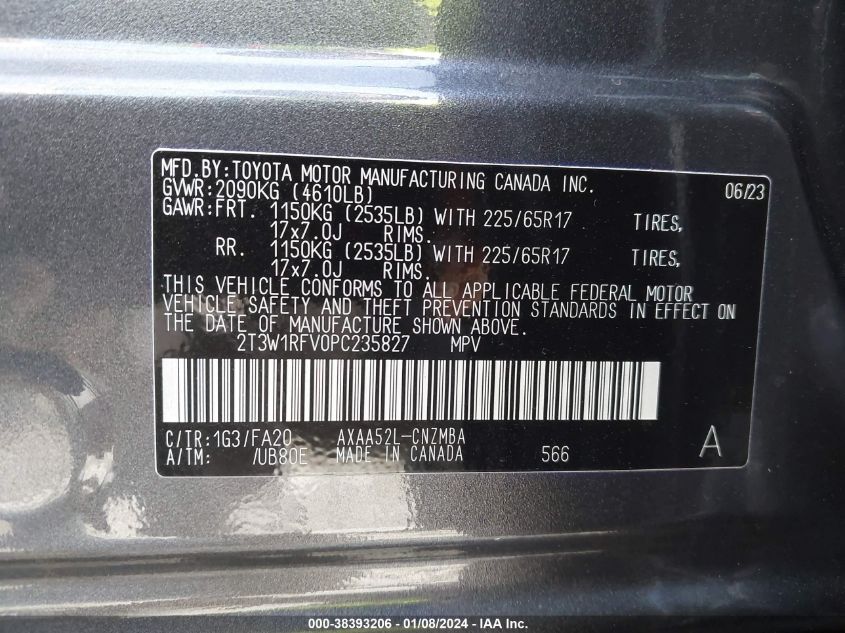 MFD.BY:TOYOTA MOTOR MANUFACTURING CANADA INC. 06/23
GVWR:2090KG (4610LB)
GAWR:FRT. 1150KG (2535LB) WITH 225/65R17 TIRES,
17x7.0J RIMS.
RR. 1150KG (2535LB) WITH 225/65R17 TIRES,
17x7.0J RIMS.
THIS VEHICLE CONFORMS TO ALL APPLICABLE FEDERAL MOTOR
VEHICLE SAFETY AND THEFT PREVENTION STANDARDS IN EFFECT ON
THE DATE OF MANUFACTURE SHOWN ABOVE.
2T3W1RFV0PC235827 MPV
C/TR:1G3/FA20 AXAA52L-CNZMBA A
A/TM: /UB80E MADE IN CANADA 566
000-38393206 - 01/08/2024 - IAA Inc.